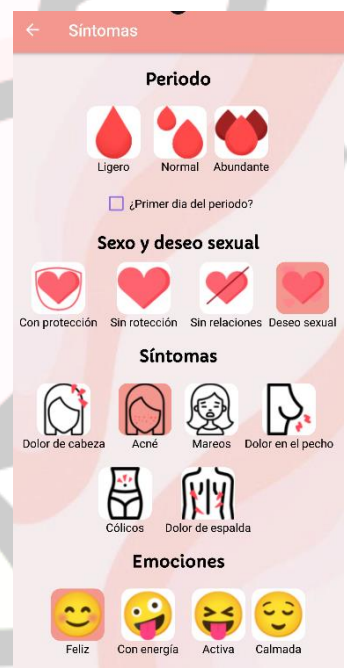 Síntomas
Periodo
Ligero Normal Abundante
¿Primer dia del periodo?
Sexo y deseo sexual
Con protección Sin rotección Sin relaciones Deseo sexual
Síntomas
Dolor de cabeza Acné Mareos Dolor en el pecho
Cólicos Dolor de espalda
Emociones
Feliz Con energía Activa Calmada